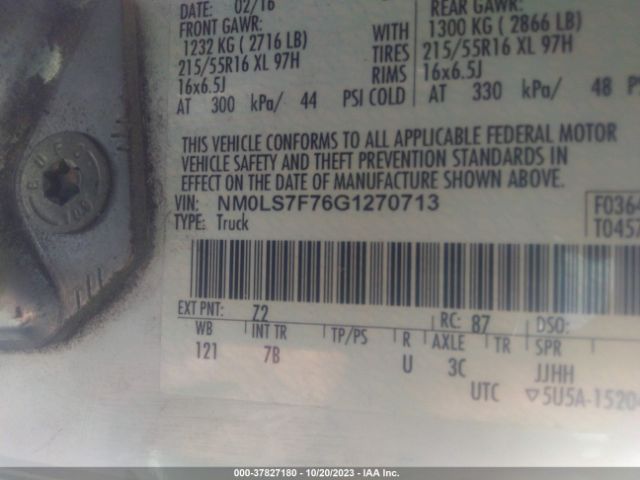 DATE: 02/16
FRONT GAWR: REAR GAWR:
1232 KG ( 2716 LB) WITH 1300 KG ( 2866 LB)
215/55R16 XL 97H TIRES 215/55R16 XL 97H
16x6.5J RIMS 16x6.5J
AT 300 kPa/ 44 PSI COLD AT 330 kPa/ 48 PS
THIS VEHICLE CONFORMS TO ALL APPLICABLE FEDERAL MOTOR
VEHICLE SAFETY AND THEFT PREVENTION STANDARDS IN
EFFECT ON THE DATE OF MANUFACTURE SHOWN ABOVE.
VIN: NM0LS7F76G1270713 F0364
TYPE: Truck T0457
EXT PNT: Z2 RC: 87 DSO:
WB INT TR TP/PS R AXLE TR SPR
121 7B U 3C JJHH
UTC ▽5U5A-15204
000-37827180 - 10/20/2023 - IAA Inc.